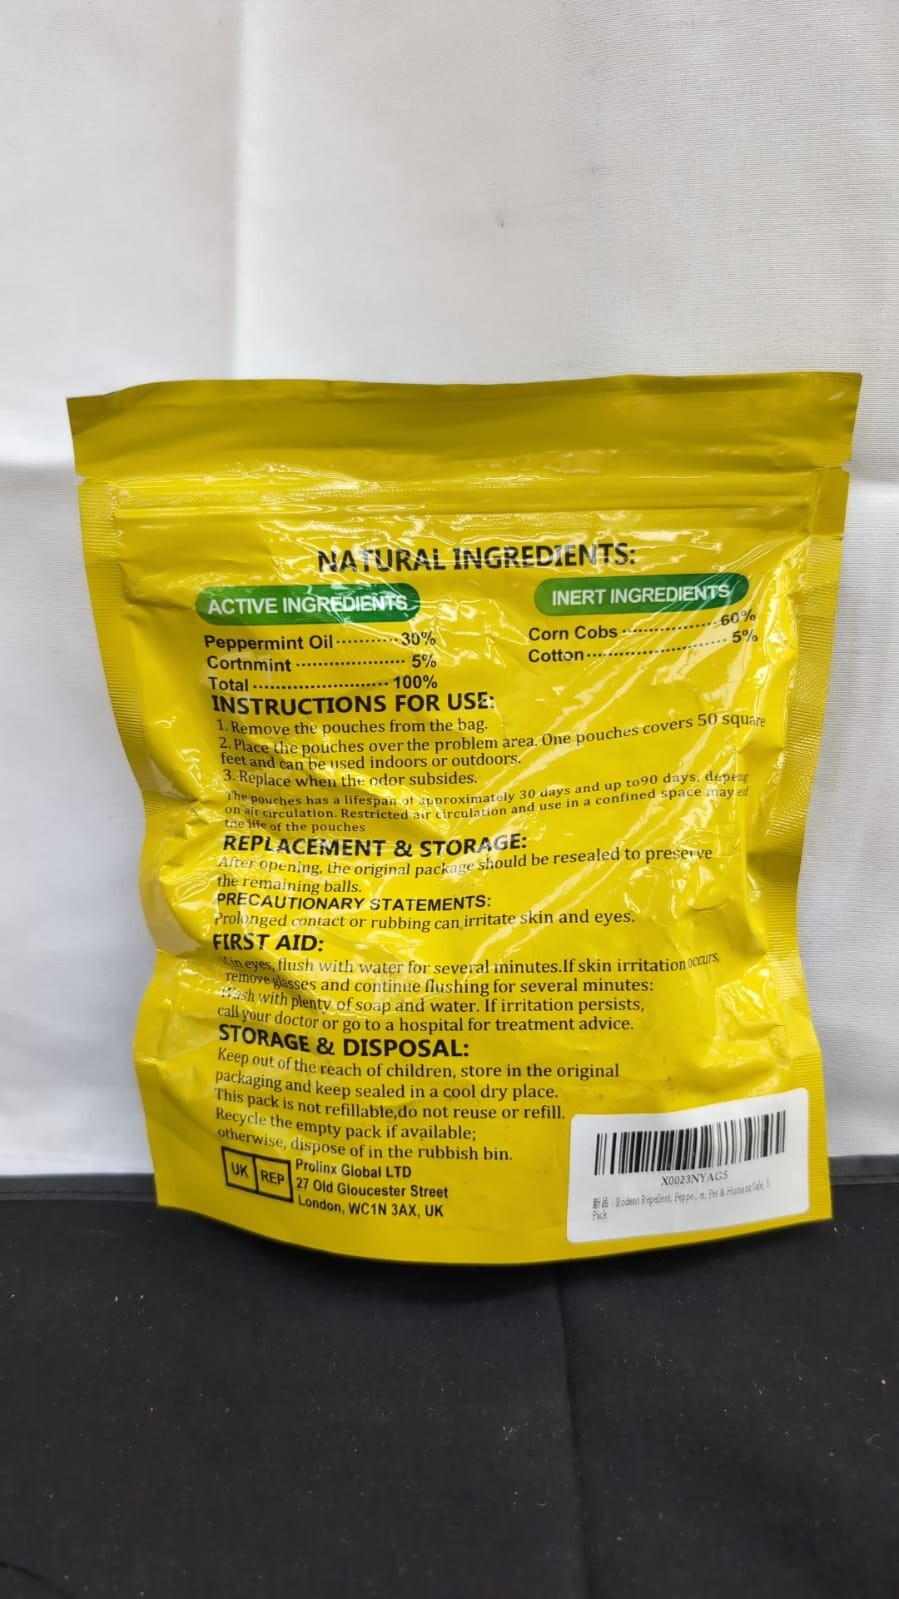 NATURAL INGREDIENTS:
ACTIVE INGREDIENTS
Peppermint Oil ·········· 30%
Cortnmint ···················· 5%
Total ························· 100%
INERT INGREDIENTS
Corn Cobs ·················· 60%
Cotton ························· 5%
INSTRUCTIONS FOR USE:
1. Remove the pouches from the bag.
2. Place the pouches over the problem area. One pouches covers 50 square
feet and can be used indoors or outdoors.
3. Replace when the odor subsides.
The pouches has a lifespan of approximately 30 days and up to90 days,
on air circulation. Restricted air circulation and use in a confined space may
the life of the pouches
REPLACEMENT & STORAGE:
After opening, the original package should be resealed to preserve
the remaining balls.
PRECAUTIONARY STATEMENTS:
Prolonged contact or rubbing can irritate skin and eyes.
FIRST AID:
If in eyes, flush with water for several minutes.If skin irritation occurs,
remove glasses and continue flushing for several minutes:
Wash with plenty of soap and water. If irritation persists,
call your doctor or go to a hospital for treatment advice.
STORAGE & DISPOSAL:
Keep out of the reach of children, store in the original
packaging and keep sealed in a cool dry place.
This pack is not refillable,do not reuse or refill.
Recycle the empty pack if available;
otherwise, dispose of in the rubbish bin.
UK REP
Prolinx Global LTD
27 Old Gloucester Street
London, WC1N 3AX, UK
X0023NYAG5
新品 - Rodent Repellent, Pet & Human Safe,
Pack